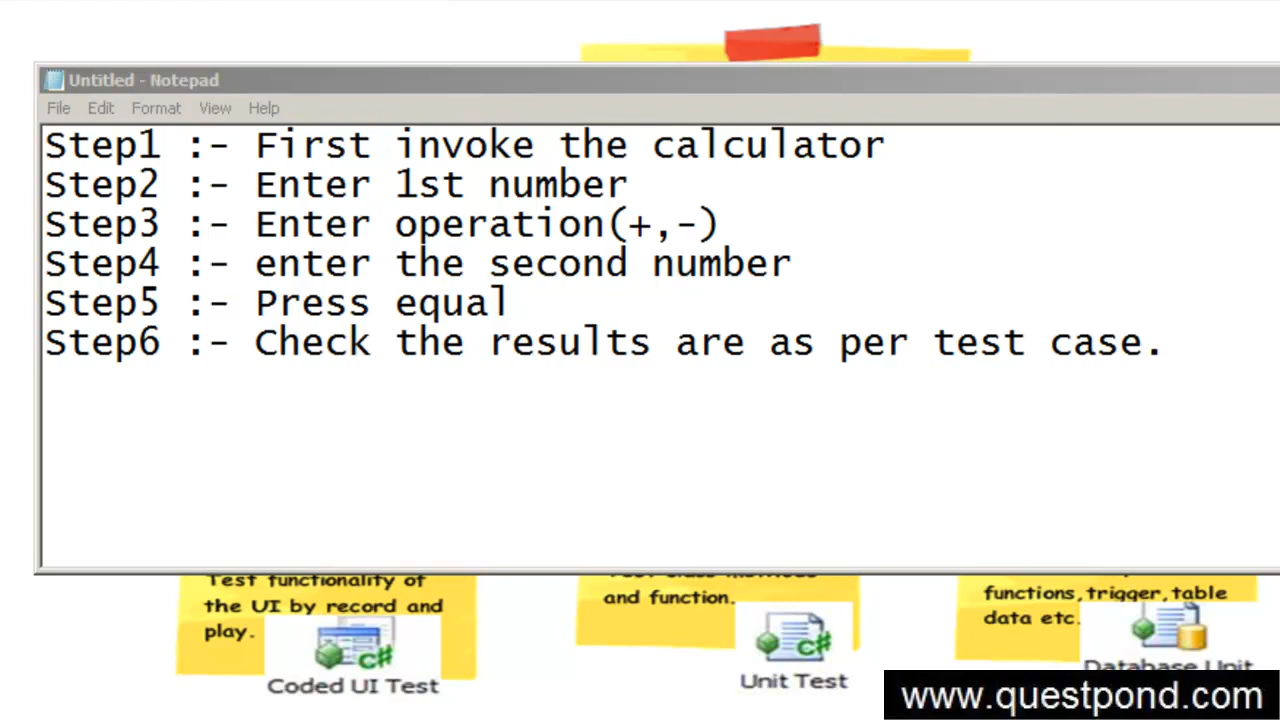 Untitled - Notepad
File Edit Format View Help
Step1 :- First invoke the calculator
Step2 :- Enter 1st number
Step3 :- Enter operation(+,-)
Step4 :- enter the second number
Step5 :- Press equal
Step6 :- Check the results are as per test case.
Test functionality of
the UI by record and
play.
Coded UI Test
and function.
Unit Test
functions,trigger,table
data etc.
Database Unit
www.questpond.com